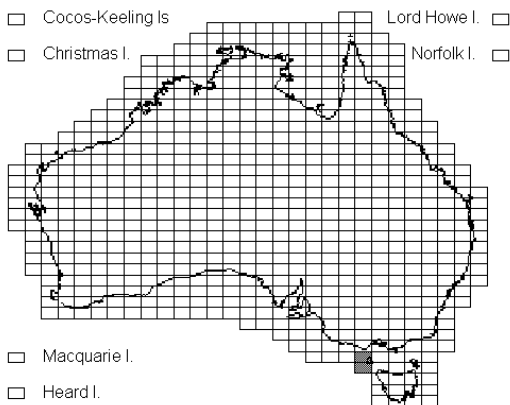 Cocos-Keeling Is
Lord Howe I.
Christmas I.
Norfolk I.
Macquarie I.
Heard I.